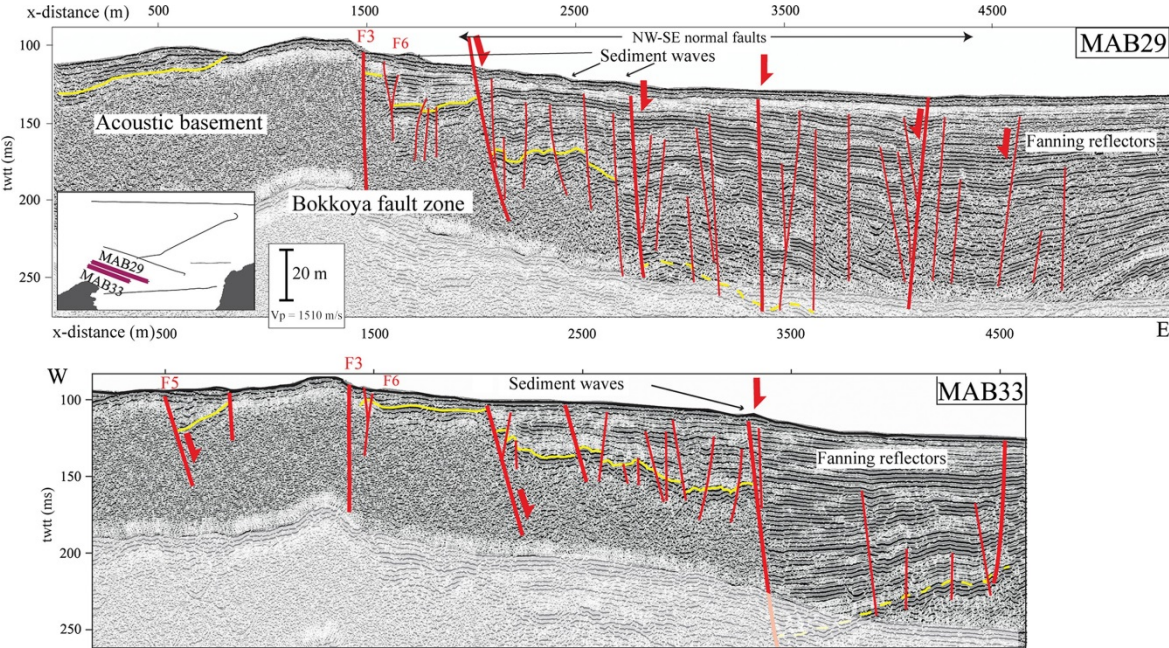 x-distance (m) 500 1500 2500 3500 4500
F3
F6
NW-SE normal faults
MAB29
100
Sediment waves
Acoustic basement
150
Fanning reflectors
twtt (ms)
200
Bokkoya fault zone
MAB29
MAB33
20 m
250
Vp = 1510 m/s
x-distance (m) 500 1500 2500 3500 4500 E
W
F5
F3
F6
Sediment waves
MAB33
100
Fanning reflectors
150
twtt (ms)
200
250